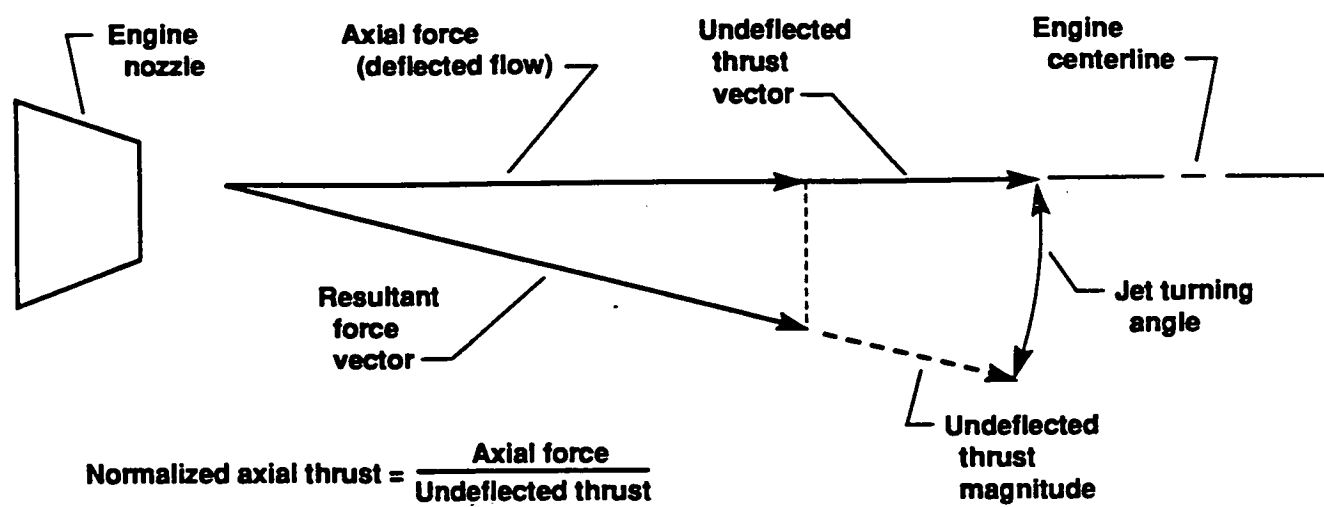 Engine
nozzle
Axial force
(deflected flow)
Undeflected
thrust
vector
Engine
centerline
Resultant
force
vector
Jet turning
angle
Undeflected
thrust
magnitude
Normalized axial thrust = Axial force
Undeflected thrust